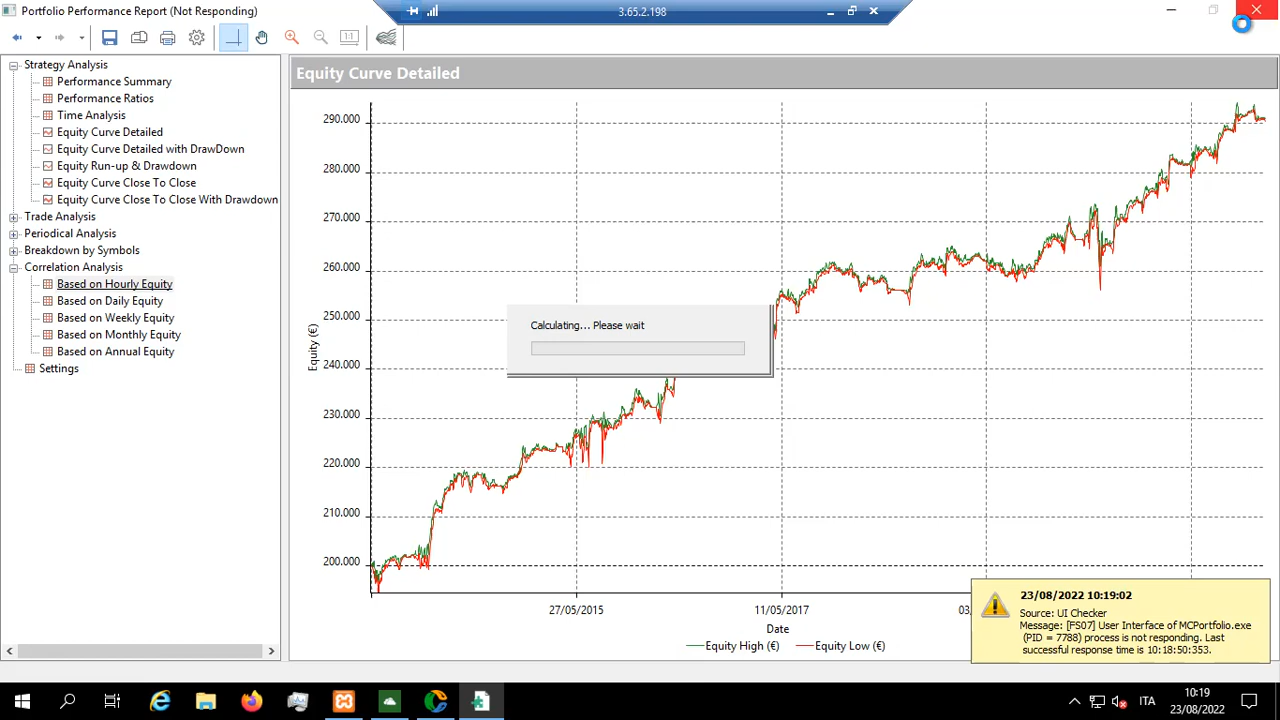 Portfolio Performance Report (Not Responding)
3.65.2.198
1:1
Strategy Analysis
Performance Summary
Performance Ratios
Time Analysis
Equity Curve Detailed
Equity Curve Detailed with DrawDown
Equity Run-up & Drawdown
Equity Curve Close To Close
Equity Curve Close To Close With Drawdown
Trade Analysis
Periodical Analysis
Breakdown by Symbols
Correlation Analysis
Based on Hourly Equity
Based on Daily Equity
Based on Weekly Equity
Based on Monthly Equity
Based on Annual Equity
Settings
Equity Curve Detailed
290.000
280.000
270.000
260.000
250.000
240.000
230.000
220.000
210.000
200.000
Equity (€)
Calculating... Please wait
27/05/2015
11/05/2017
03
Date
Equity High (€)
Equity Low (€)
23/08/2022 10:19:02
Source: UI Checker
Message: [FS07] User Interface of MCPortfolio.exe
(PID = 7788) process is not responding. Last
successful response time is 10:18:50:353.
ITA
10:19
23/08/2022